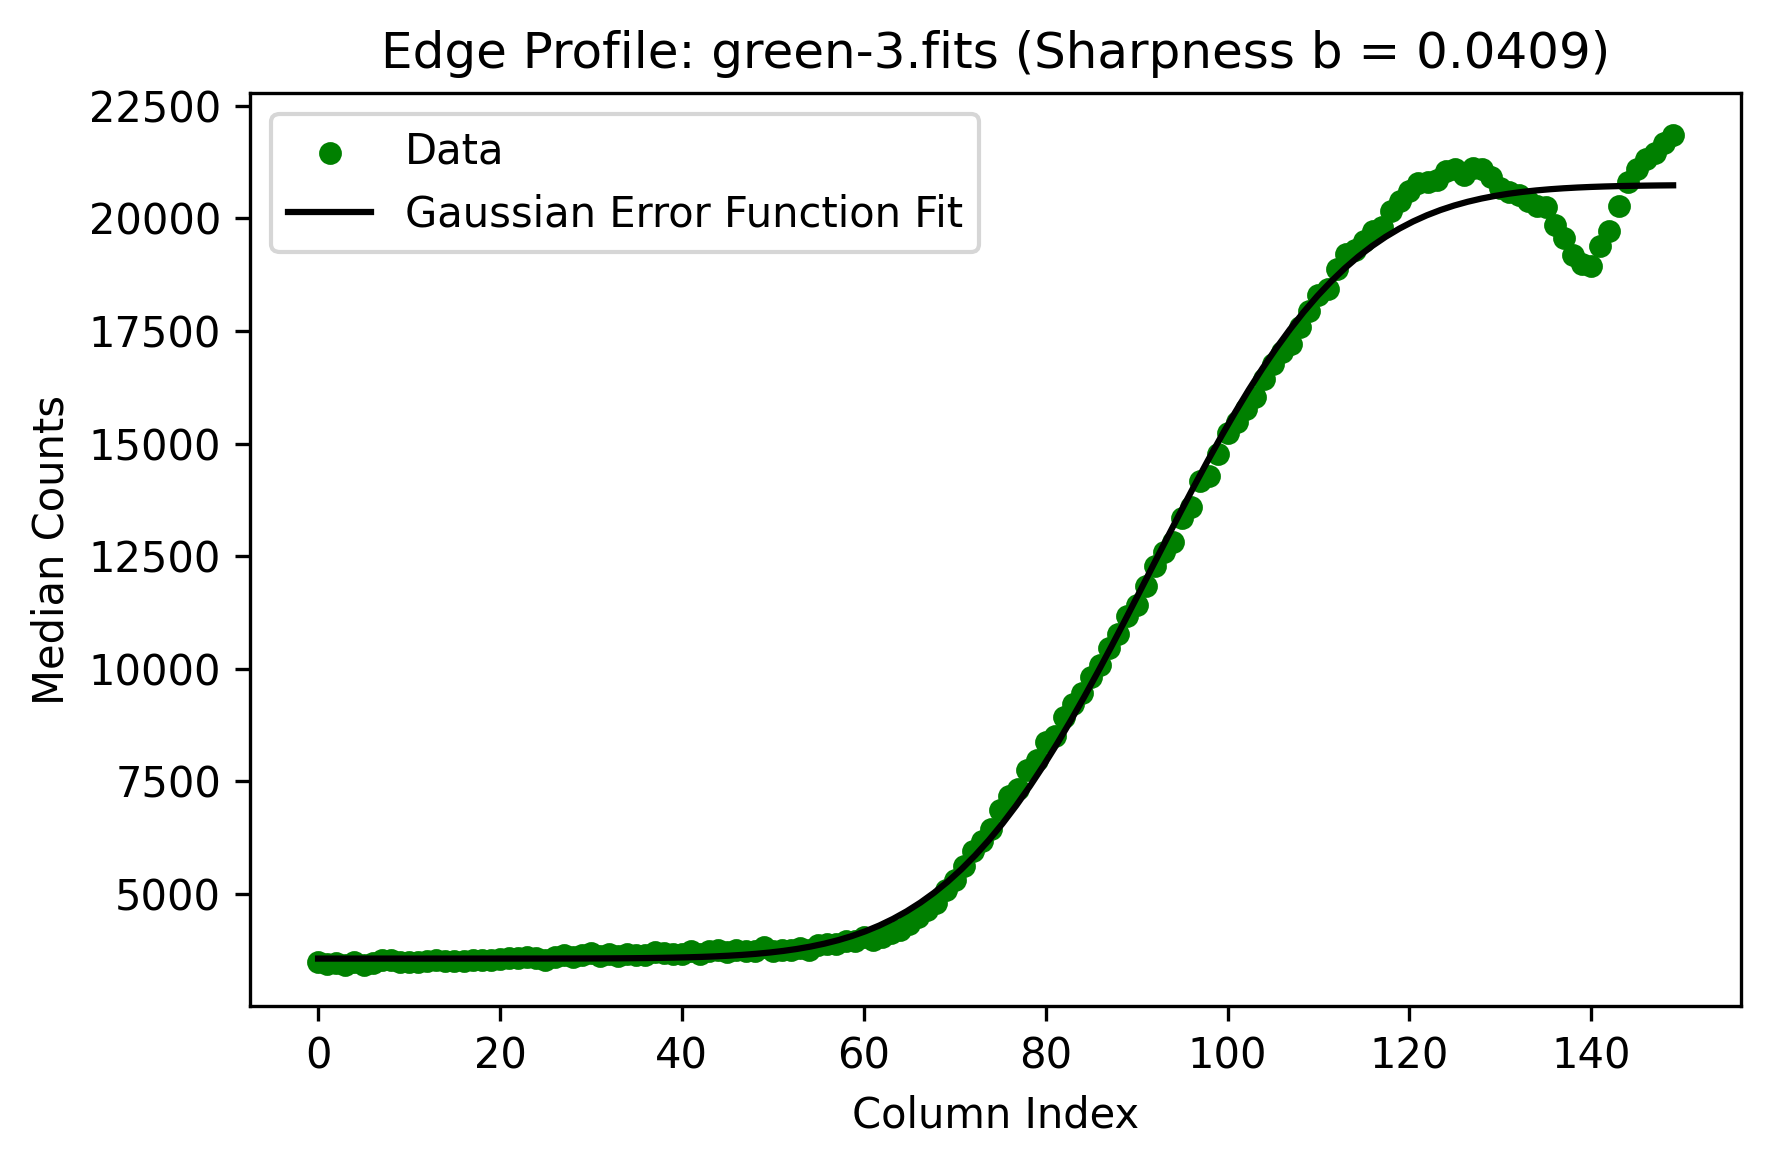 Edge Profile: green-3.fits (Sharpness b = 0.0409)
22500
20000
17500
15000
12500
10000
7500
5000
Median Counts
Data
Gaussian Error Function Fit
0 20 40 60 80 100 120 140
Column Index